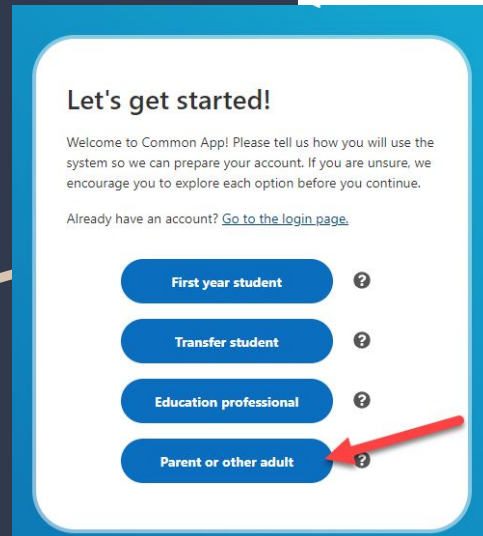 Let's get started!
Welcome to Common App! Please tell us how you will use the
system so we can prepare your account. If you are unsure, we
encourage you to explore each option before you continue.
Already have an account? Go to the login page.
First year student ?
Transfer student ?
Education professional ?
Parent or other adult ?